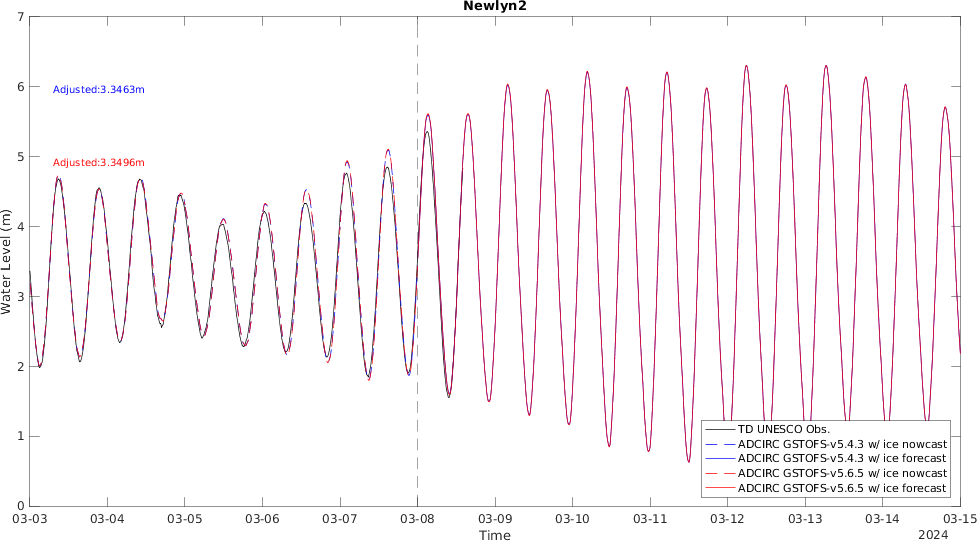 Newlyn2
7
6
5
4
3
2
1
0
Water Level (m)
Adjusted:3.3463m
Adjusted:3.3496m
TD UNESCO Obs.
ADCIRC GSTOFS-v5.4.3 w/ ice nowcast
ADCIRC GSTOFS-v5.4.3 w/ ice forecast
ADCIRC GSTOFS-v5.6.5 w/ ice nowcast
ADCIRC GSTOFS-v5.6.5 w/ ice forecast
03-03 03-04 03-05 03-06 03-07 03-08 03-09 03-10 03-11 03-12 03-13 03-14 03-15
Time
2024